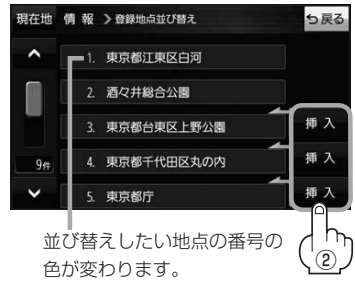 現在地 情 報 > 登録地点並び替え ⮌戻る
1. 東京都江東区白河
2. 酒々井総合公園
3. 東京都台東区上野公園 挿 入
9件 4. 東京都千代田区丸の内 挿 入
5. 東京都庁 挿 入
並び替えしたい地点の番号の
色が変わります。
②